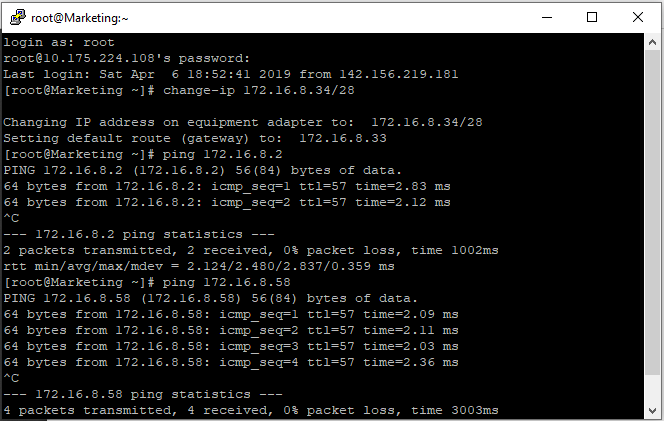 root@Marketing:~
login as: root
root@10.175.224.108's password:
Last login: Sat Apr  6 18:52:41 2019 from 142.156.219.181
[root@Marketing ~]# change-ip 172.16.8.34/28
Changing IP address on equipment adapter to:  172.16.8.34/28
Setting default route (gateway) to:  172.16.8.33
[root@Marketing ~]# ping 172.16.8.2
PING 172.16.8.2 (172.16.8.2) 56(84) bytes of data.
64 bytes from 172.16.8.2: icmp_seq=1 ttl=57 time=2.83 ms
64 bytes from 172.16.8.2: icmp_seq=2 ttl=57 time=2.12 ms
^C
--- 172.16.8.2 ping statistics ---
2 packets transmitted, 2 received, 0% packet loss, time 1002ms
rtt min/avg/max/mdev = 2.124/2.480/2.837/0.359 ms
[root@Marketing ~]# ping 172.16.8.58
PING 172.16.8.58 (172.16.8.58) 56(84) bytes of data.
64 bytes from 172.16.8.58: icmp_seq=1 ttl=57 time=2.09 ms
64 bytes from 172.16.8.58: icmp_seq=2 ttl=57 time=2.11 ms
64 bytes from 172.16.8.58: icmp_seq=3 ttl=57 time=2.03 ms
64 bytes from 172.16.8.58: icmp_seq=4 ttl=57 time=2.36 ms
^C
--- 172.16.8.58 ping statistics ---
4 packets transmitted, 4 received, 0% packet loss, time 3003ms